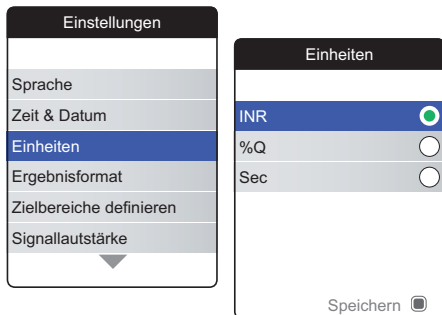 Einstellungen
Sprache
Zeit & Datum
Einheiten
Ergebnisformat
Zielbereiche definieren
Signallautstärke
Einheiten
INR
%Q
Sec
Speichern